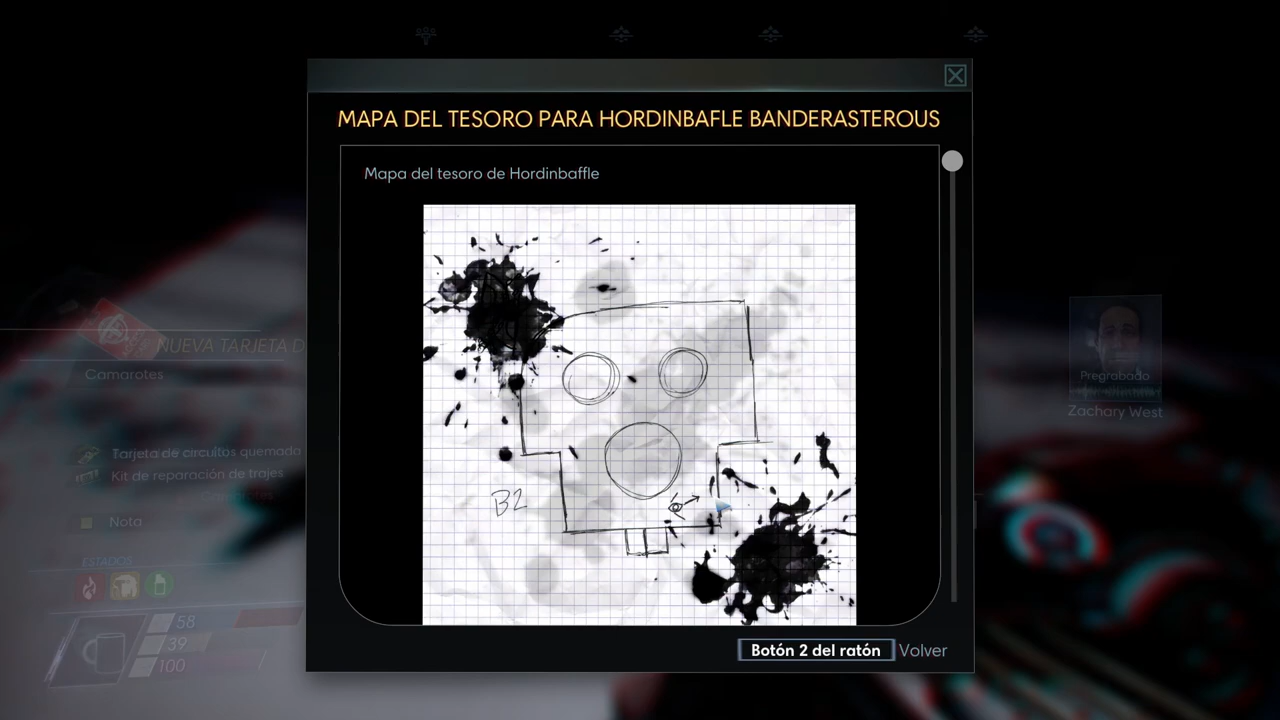 MAPA DEL TESORO PARA HORDINBAFLE BANDERASTEROUS
Mapa del tesoro de Hordinbaffle
B2
NUEVA TARJETA D
Camarotes
Tarjeta de circuitos quemado
Kit de reparación de trajes
Nota
ESTADOS
58
39
100
Pregrabado
Zachary West
Botón 2 del ratón Volver